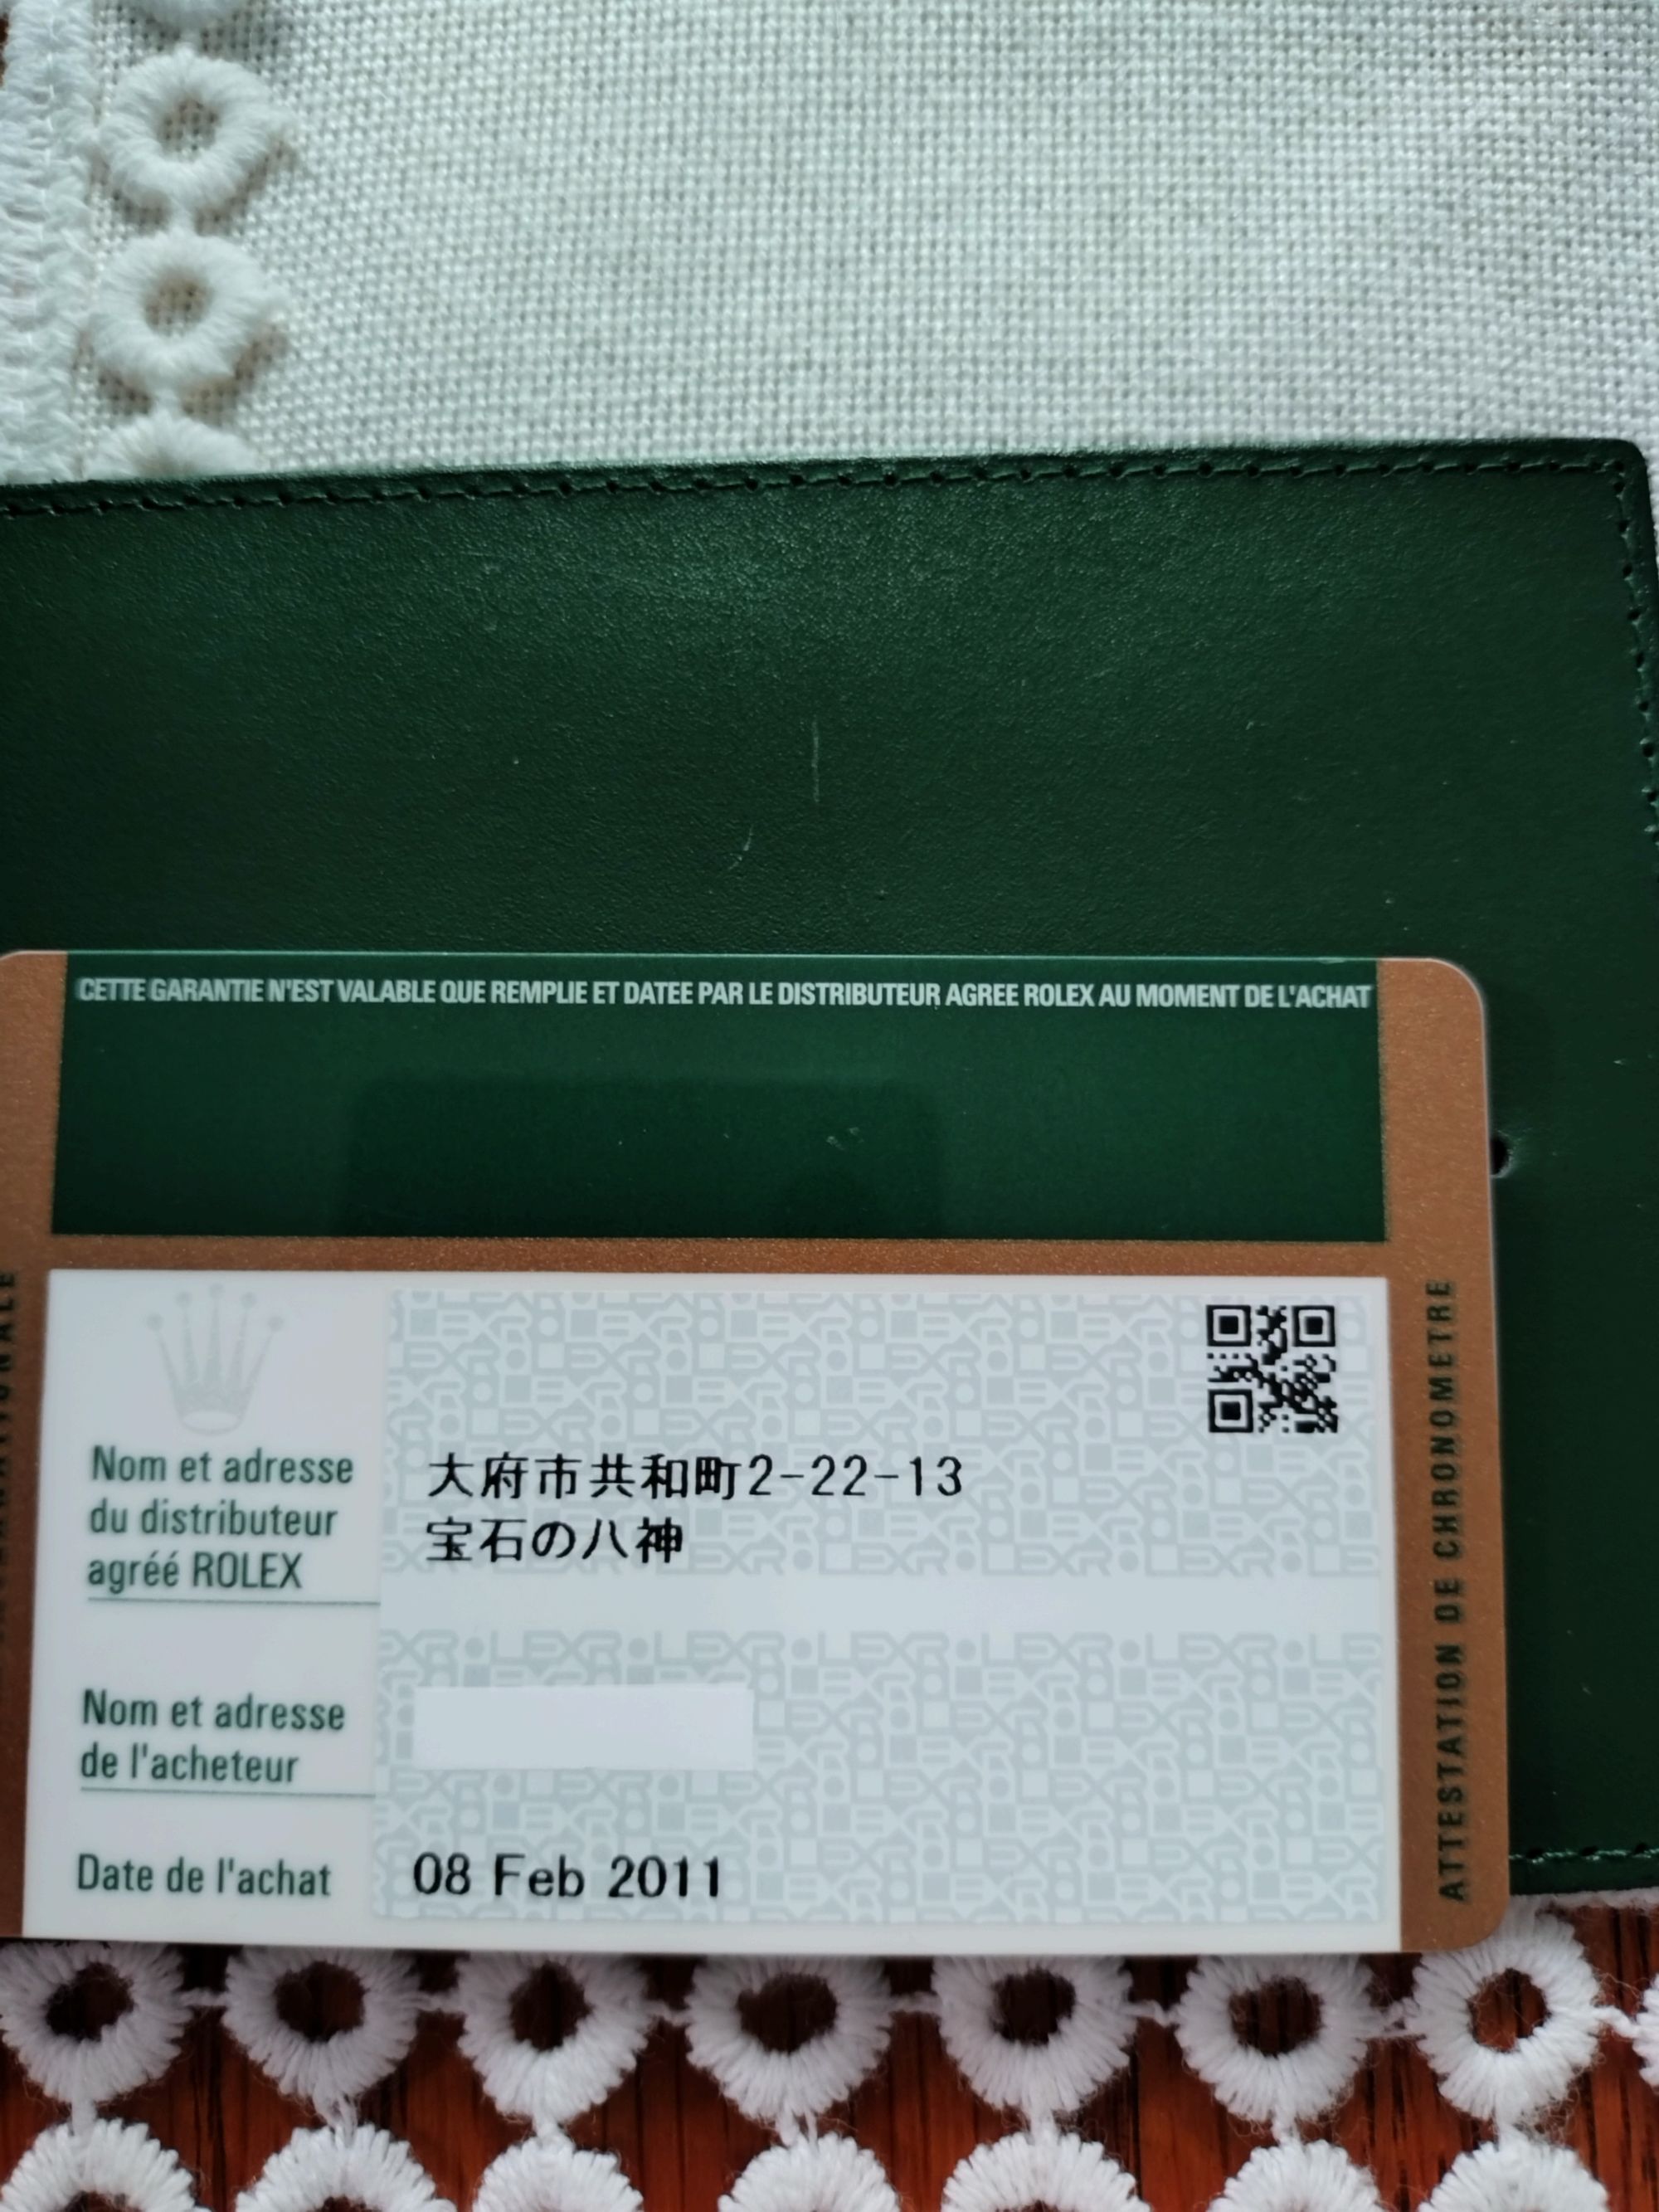 CETTE GARANTIE N'EST VALABLE QUE REMPLIE ET DATEE PAR LE DISTRIBUTEUR AGREE ROLEX AU MOMENT DE L'ACHAT
Nom et adresse
du distributeur
agréé ROLEX
大府市共和町2-22-13
宝石の八神
Nom et adresse
de l'acheteur
Date de l'achat
08 Feb 2011
ATTESTATION DE CHRONOMETRE